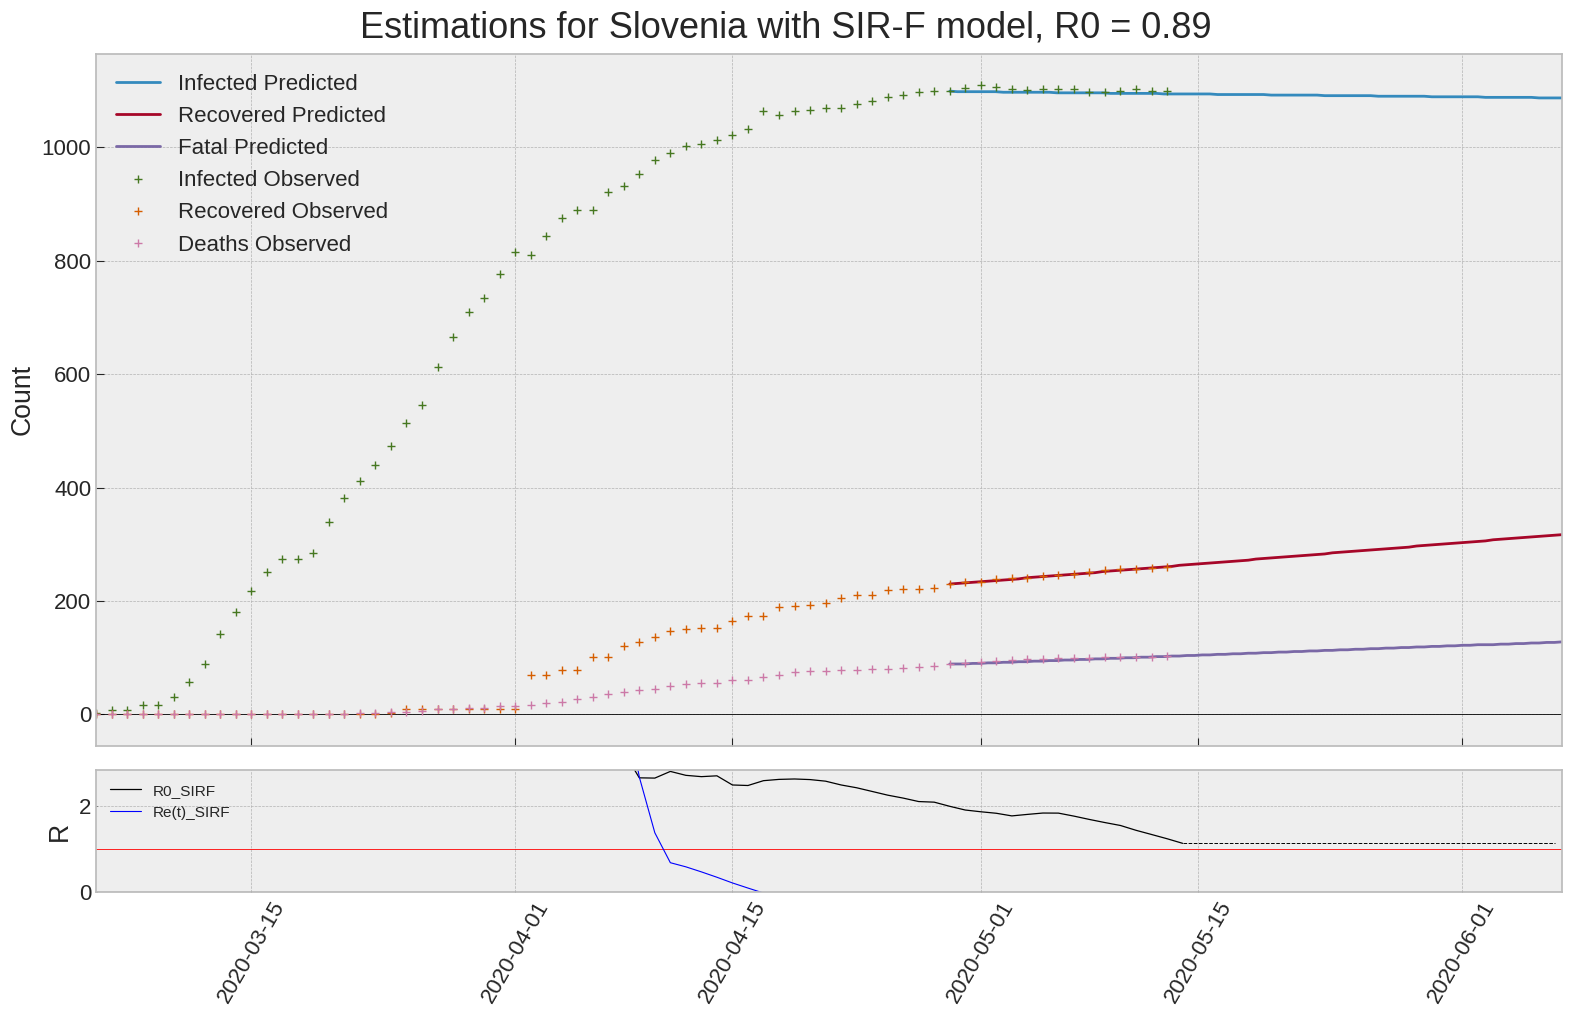 Estimations for Slovenia with SIR-F model, R0 = 0.89
Infected Predicted
Recovered Predicted
Fatal Predicted
Infected Observed
Recovered Observed
Deaths Observed
Count
1000
800
600
400
200
0
R0_SIRF
Re(t)_SIRF
R
2
0
2020-03-15
2020-04-01
2020-04-15
2020-05-01
2020-05-15
2020-06-01